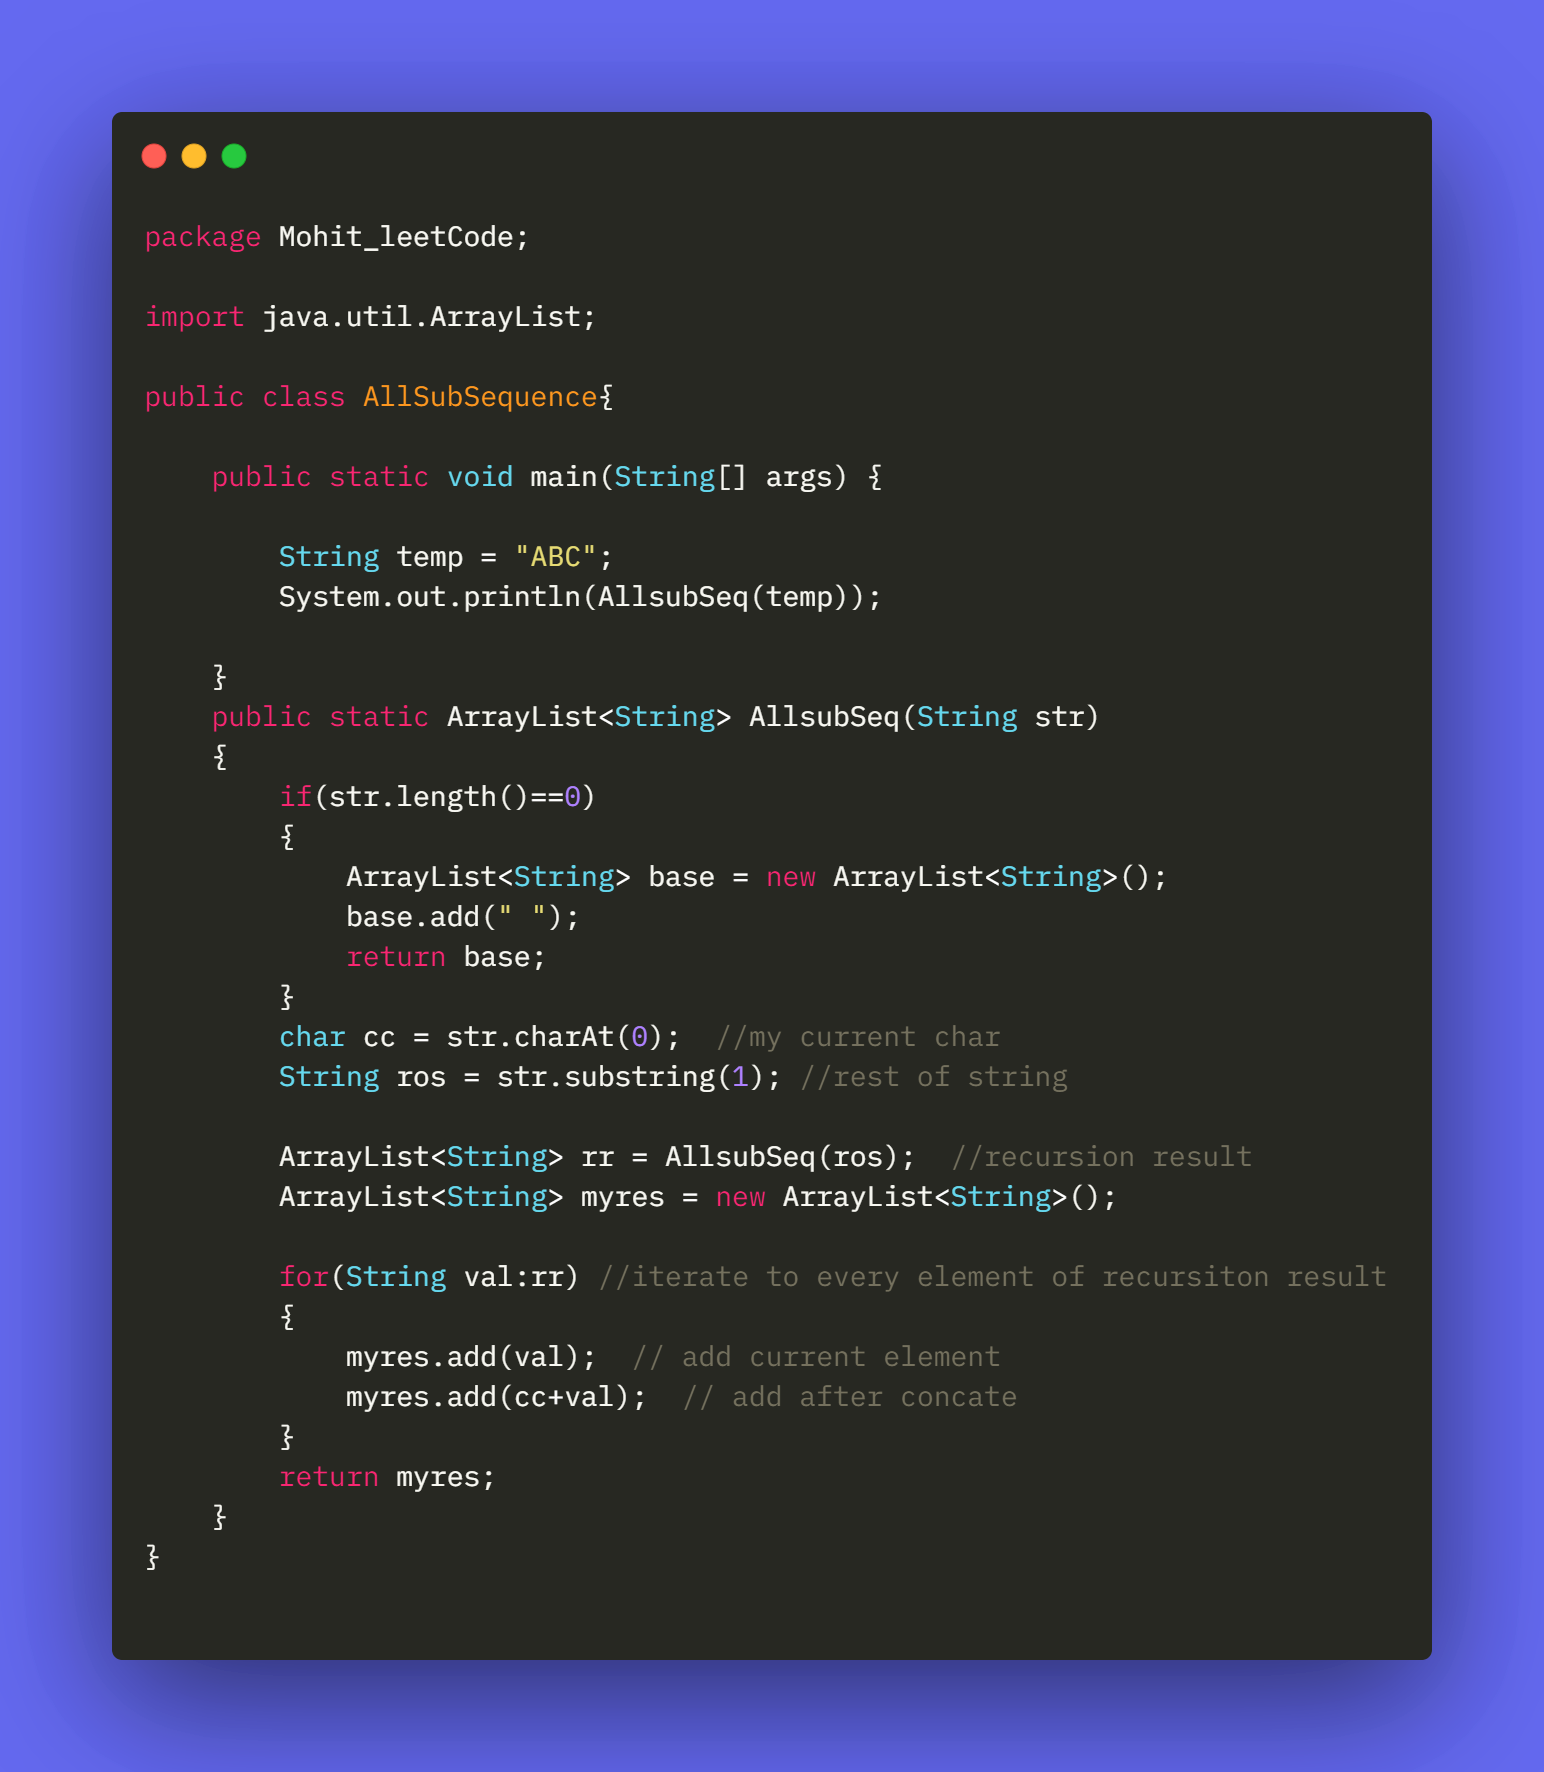 package Mohit_leetCode;
import java.util.ArrayList;
public class AllSubSequence{
public static void main(String[] args) {
String temp = "ABC";
System.out.println(AllsubSeq(temp));
}
public static ArrayList<String> AllsubSeq(String str)
{
if(str.length()==0)
{
ArrayList<String> base = new ArrayList<String>();
base.add(" ");
return base;
}
char cc = str.charAt(0);  //my current char
String ros = str.substring(1); //rest of string
ArrayList<String> rr = AllsubSeq(ros);  //recursion result
ArrayList<String> myres = new ArrayList<String>();
for(String val:rr) //iterate to every element of recursiton result
{
myres.add(val);  // add current element
myres.add(cc+val);  // add after concate
}
return myres;
}
}